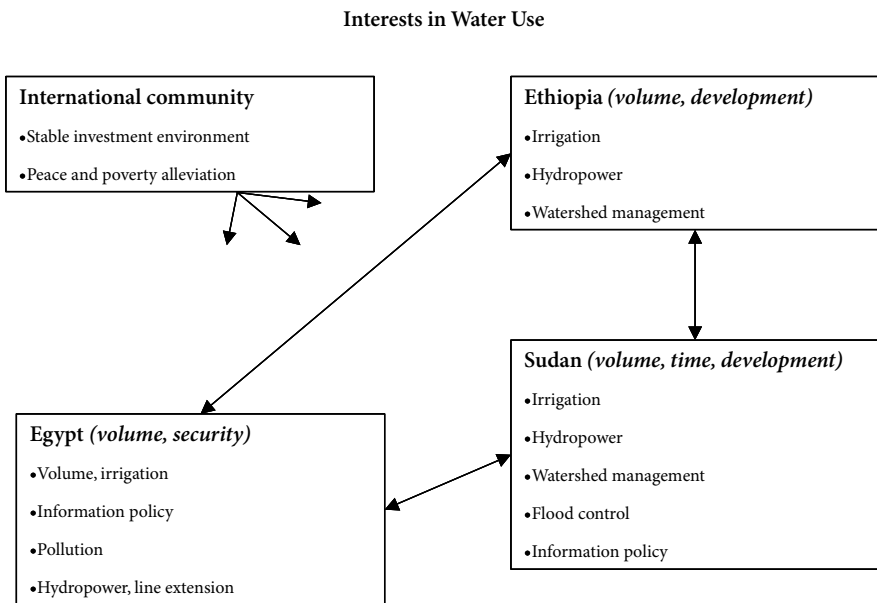 Interests in Water Use
International community
•Stable investment environment
•Peace and poverty alleviation
Ethiopia (volume, development)
•Irrigation
•Hydropower
•Watershed management
Sudan (volume, time, development)
•Irrigation
•Hydropower
•Watershed management
•Flood control
•Information policy
Egypt (volume, security)
•Volume, irrigation
•Information policy
•Pollution
•Hydropower, line extension